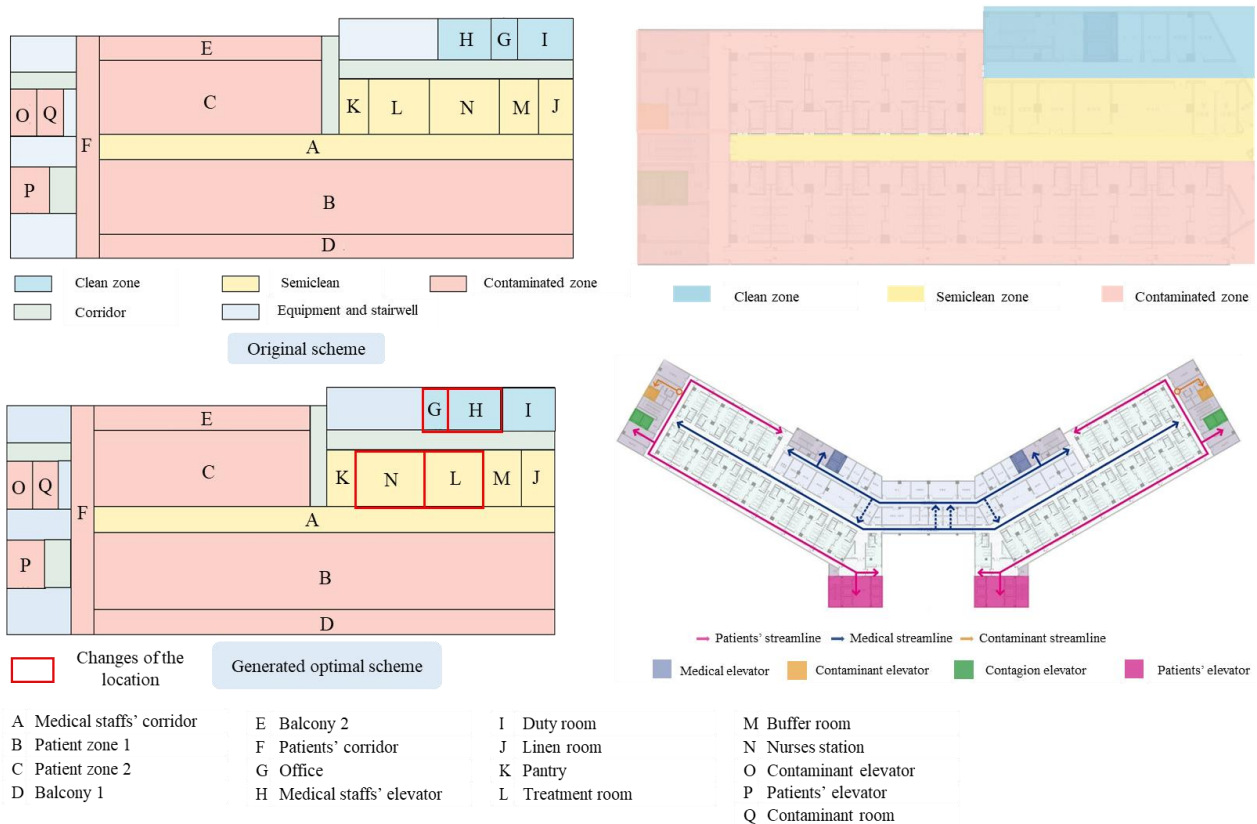 E
H G I
C
K L N M J
O Q
F
A
P
B
D
Clean zone Semiclean Contaminated zone
Corridor Equipment and stairwell
Original scheme
Clean zone Semiclean zone Contaminated zone
E
G H I
C
K N L M J
O Q
F
A
P
B
D
Changes of the
location
Generated optimal scheme
Patients' streamline Medical streamline Contaminant streamline
Medical elevator Contaminant elevator Contagion elevator Patients' elevator
A Medical staffs' corridor
B Patient zone 1
C Patient zone 2
D Balcony 1
E Balcony 2
F Patients' corridor
G Office
H Medical staffs' elevator
I Duty room
J Linen room
K Pantry
L Treatment room
M Buffer room
N Nurses station
O Contaminant elevator
P Patients' elevator
Q Contaminant room